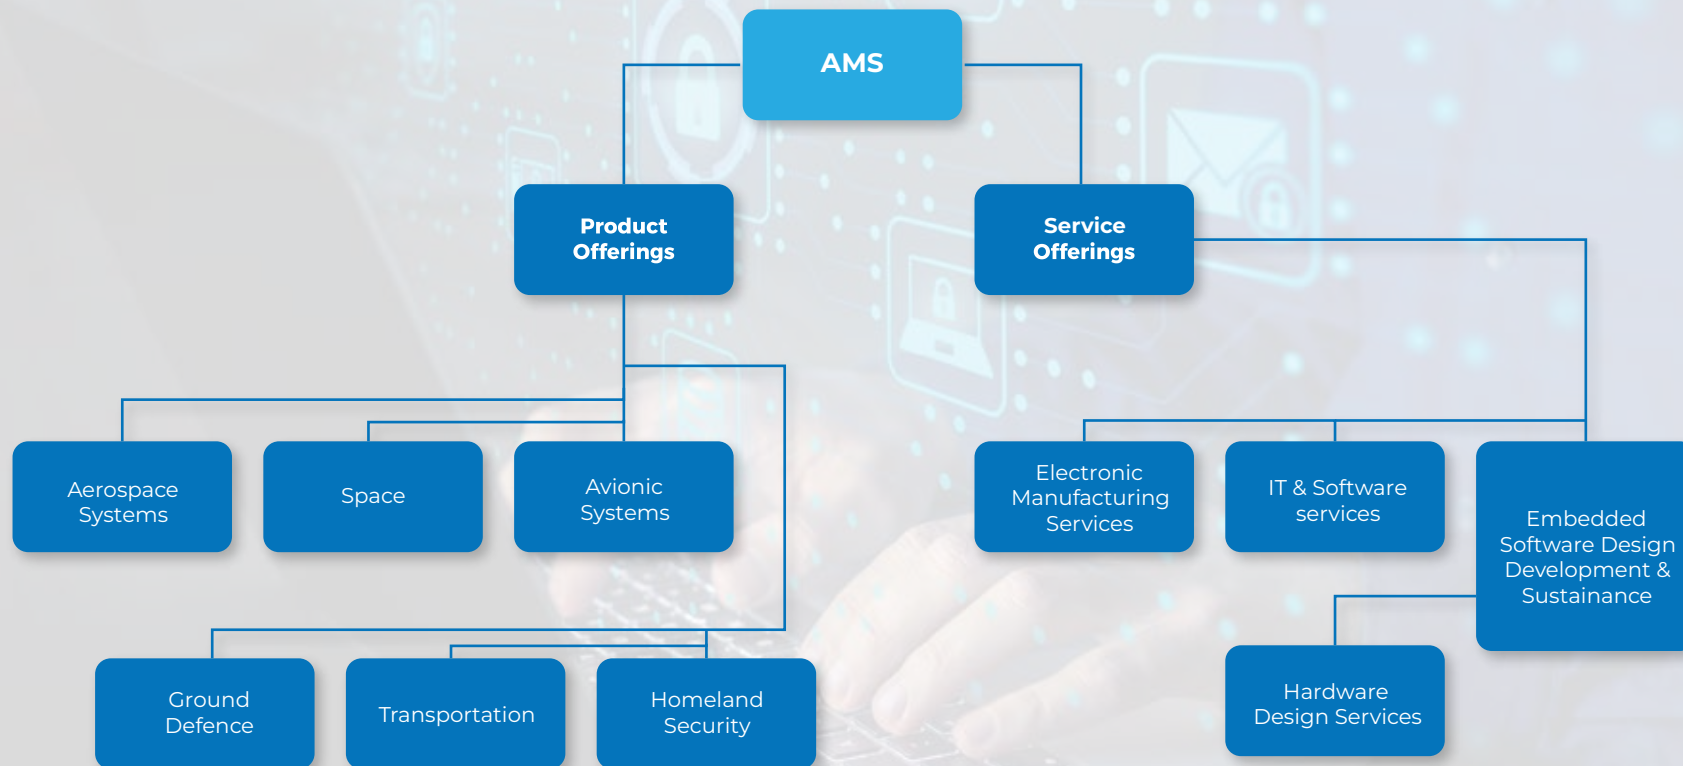 AMS
Product
Offerings
Service
Offerings
Aerospace
Systems
Space
Avionic
Systems
Electronic
Manufacturing
Services
IT & Software
services
Embedded
Software Design
Development &
Sustainance
Ground
Defence
Transportation
Homeland
Security
Hardware
Design Services